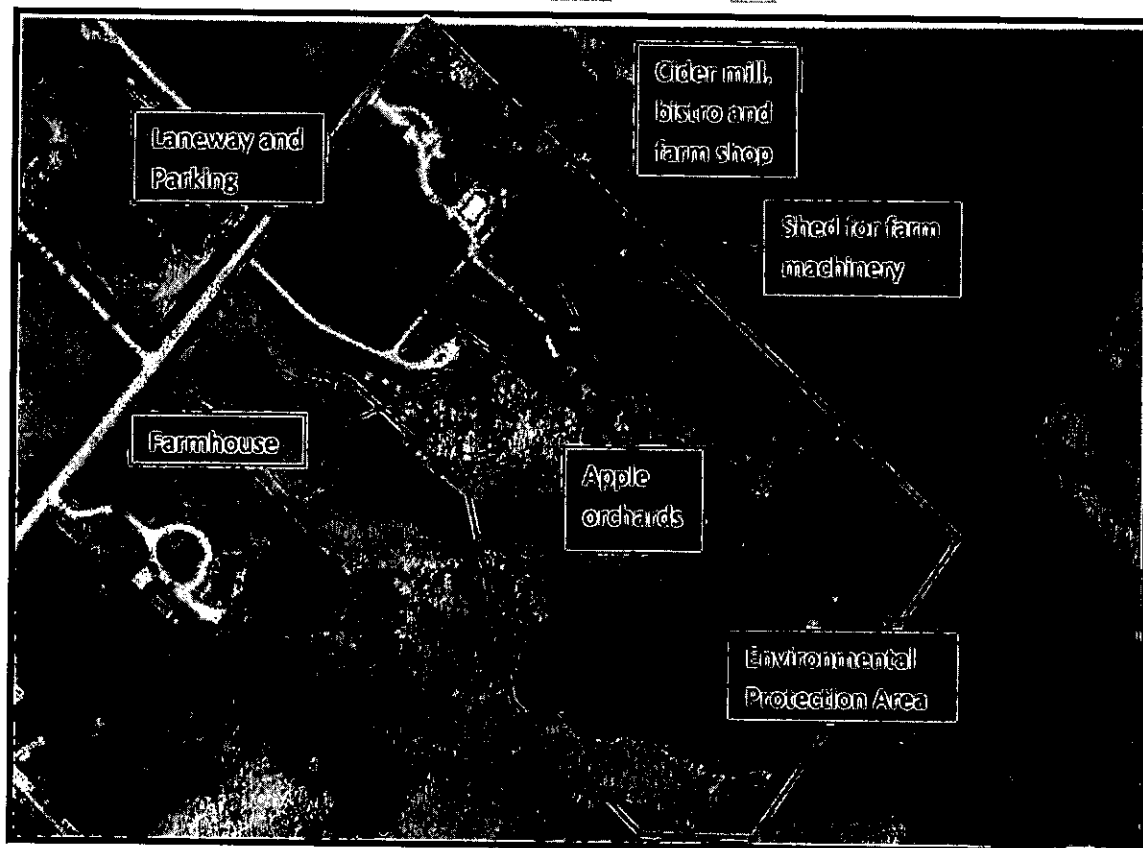 Cider mill,
bistro and
farm shop
Laneway and
Parking
Shed for farm
machinery
Farmhouse
Apple
orchards
Environmental
Protection Area